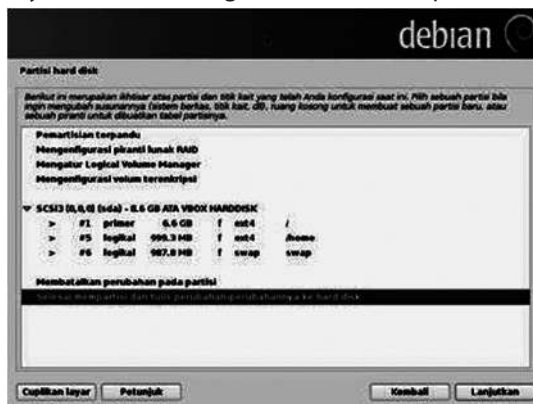 debian
Partisi hard disk
Berikut ini merupakan ikhtisar atas partisi dan titik kait yang telah Anda konfigurasi saat ini. Pilih sebuah partisi bila
ingin mengubah susunannya (sistem berkas, titik kait, dll), ruang kosong untuk membuat sebuah partisi baru, atau
sebuah piranti untuk dibuatkan tabel partisinya.
Pemartisian terpandu
Mengonfigurasi piranti lunak RAID
Mengatur Logical Volume Manager
Mengonfigurasi volum terenkripsi
SCSI3 (0,0,0) (sda) - 8.6 GB ATA VBOX HARDDISK
> #1 primer 6.6 GB f ext4 /
> #5 logikal 999.3 MB f ext4 /home
> #6 logikal 987.8 MB f swap swap
Membatalkan perubahan pada partisi
Selesai mempartisi dan tulis perubahan-perubahannya ke hard disk
Cuplikan layar Petunjuk Kembali Lanjutkan